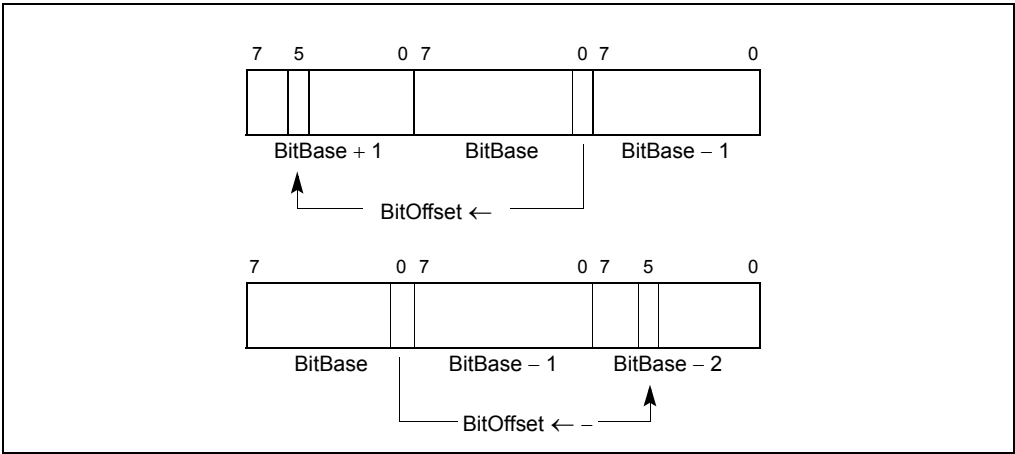 7 5 0 7 0 7 0
BitBase + 1 BitBase BitBase − 1
BitOffset ←
7 0 7 0 7 5 0
BitBase BitBase − 1 BitBase − 2
BitOffset ← −